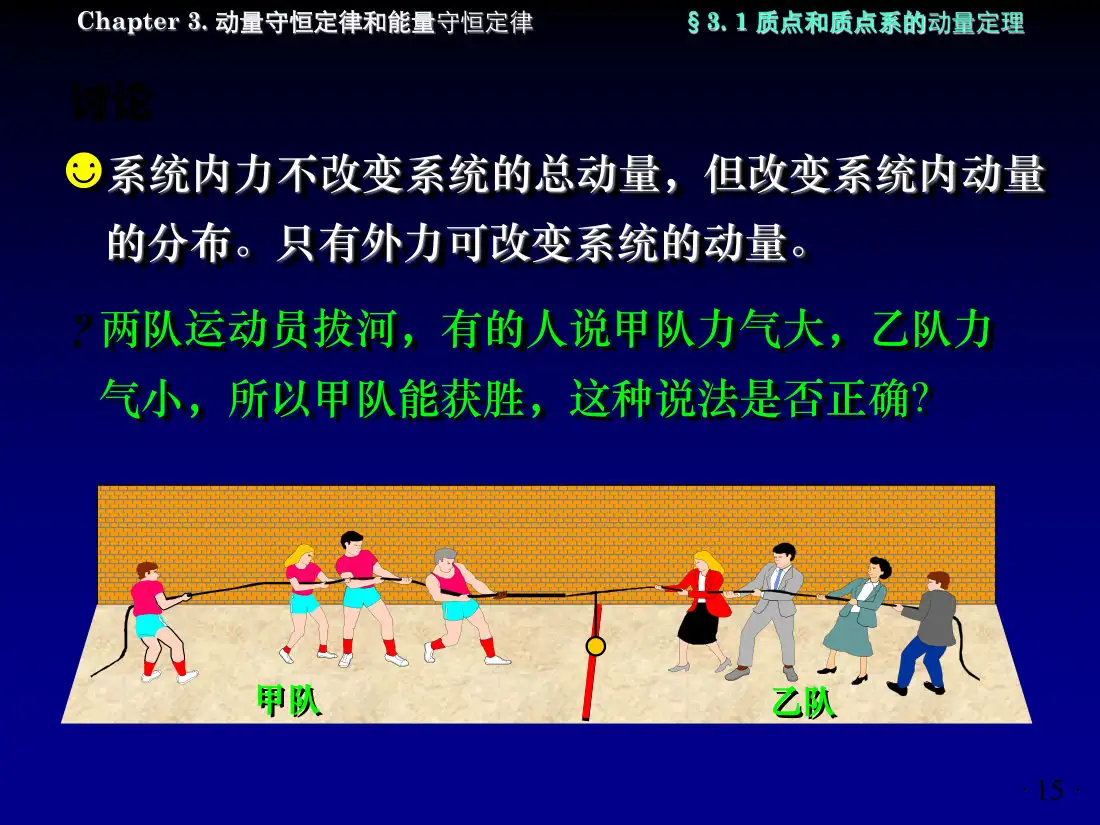 Chapter 3. 动量守恒定律和能量守恒定律
§3.1 质点和质点系的动量定理
讨论
系统内力不改变系统的总动量，但改变系统内动量
的分布。只有外力可改变系统的动量。
? 两队运动员拔河，有的人说甲队力气大，乙队力
气小，所以甲队能获胜，这种说法是否正确?
甲队
乙队
·15·